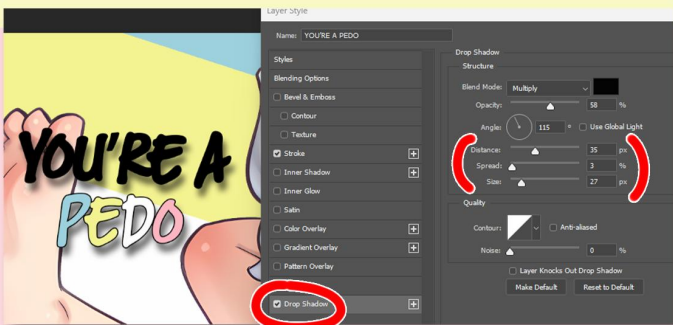 Layer Style
Name: YOU'RE A PEDO
YOU'RE A
PEDO
Styles
Blending Options
Bevel & Emboss
Contour
Texture
Stroke
Inner Shadow
Inner Glow
Satin
Color Overlay
Gradient Overlay
Pattern Overlay
Drop Shadow
Drop Shadow
Structure
Blend Mode: Multiply
Opacity: 58 %
Angle: 115 ° Use Global Light
Distance: 35 px
Spread: 3 %
Size: 27 px
Quality
Contour: Anti-aliased
Noise: 0 %
Layer Knocks Out Drop Shadow
Make Default Reset to Default